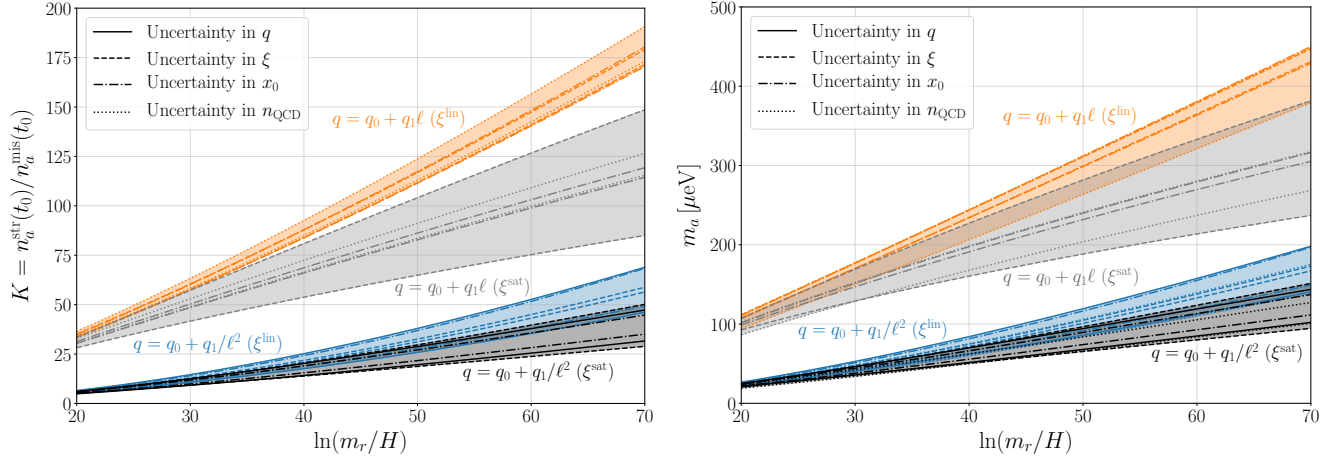 200
175
150
125
100
75
50
25
0
K = n_a^str(t_0)/n_a^mis(t_0)
Uncertainty in q
Uncertainty in ξ
Uncertainty in x_0
Uncertainty in n_QCD
q = q_0 + q_1ℓ (ξ^lin)
q = q_0 + q_1ℓ (ξ^sat)
q = q_0 + q_1/ℓ^2 (ξ^lin)
q = q_0 + q_1/ℓ^2 (ξ^sat)
20 30 40 50 60 70
ln(m_r/H)
500
400
300
200
100
0
m_a [μeV]
Uncertainty in q
Uncertainty in ξ
Uncertainty in x_0
Uncertainty in n_QCD
q = q_0 + q_1ℓ (ξ^lin)
q = q_0 + q_1ℓ (ξ^sat)
q = q_0 + q_1/ℓ^2 (ξ^lin)
q = q_0 + q_1/ℓ^2 (ξ^sat)
20 30 40 50 60 70
ln(m_r/H)